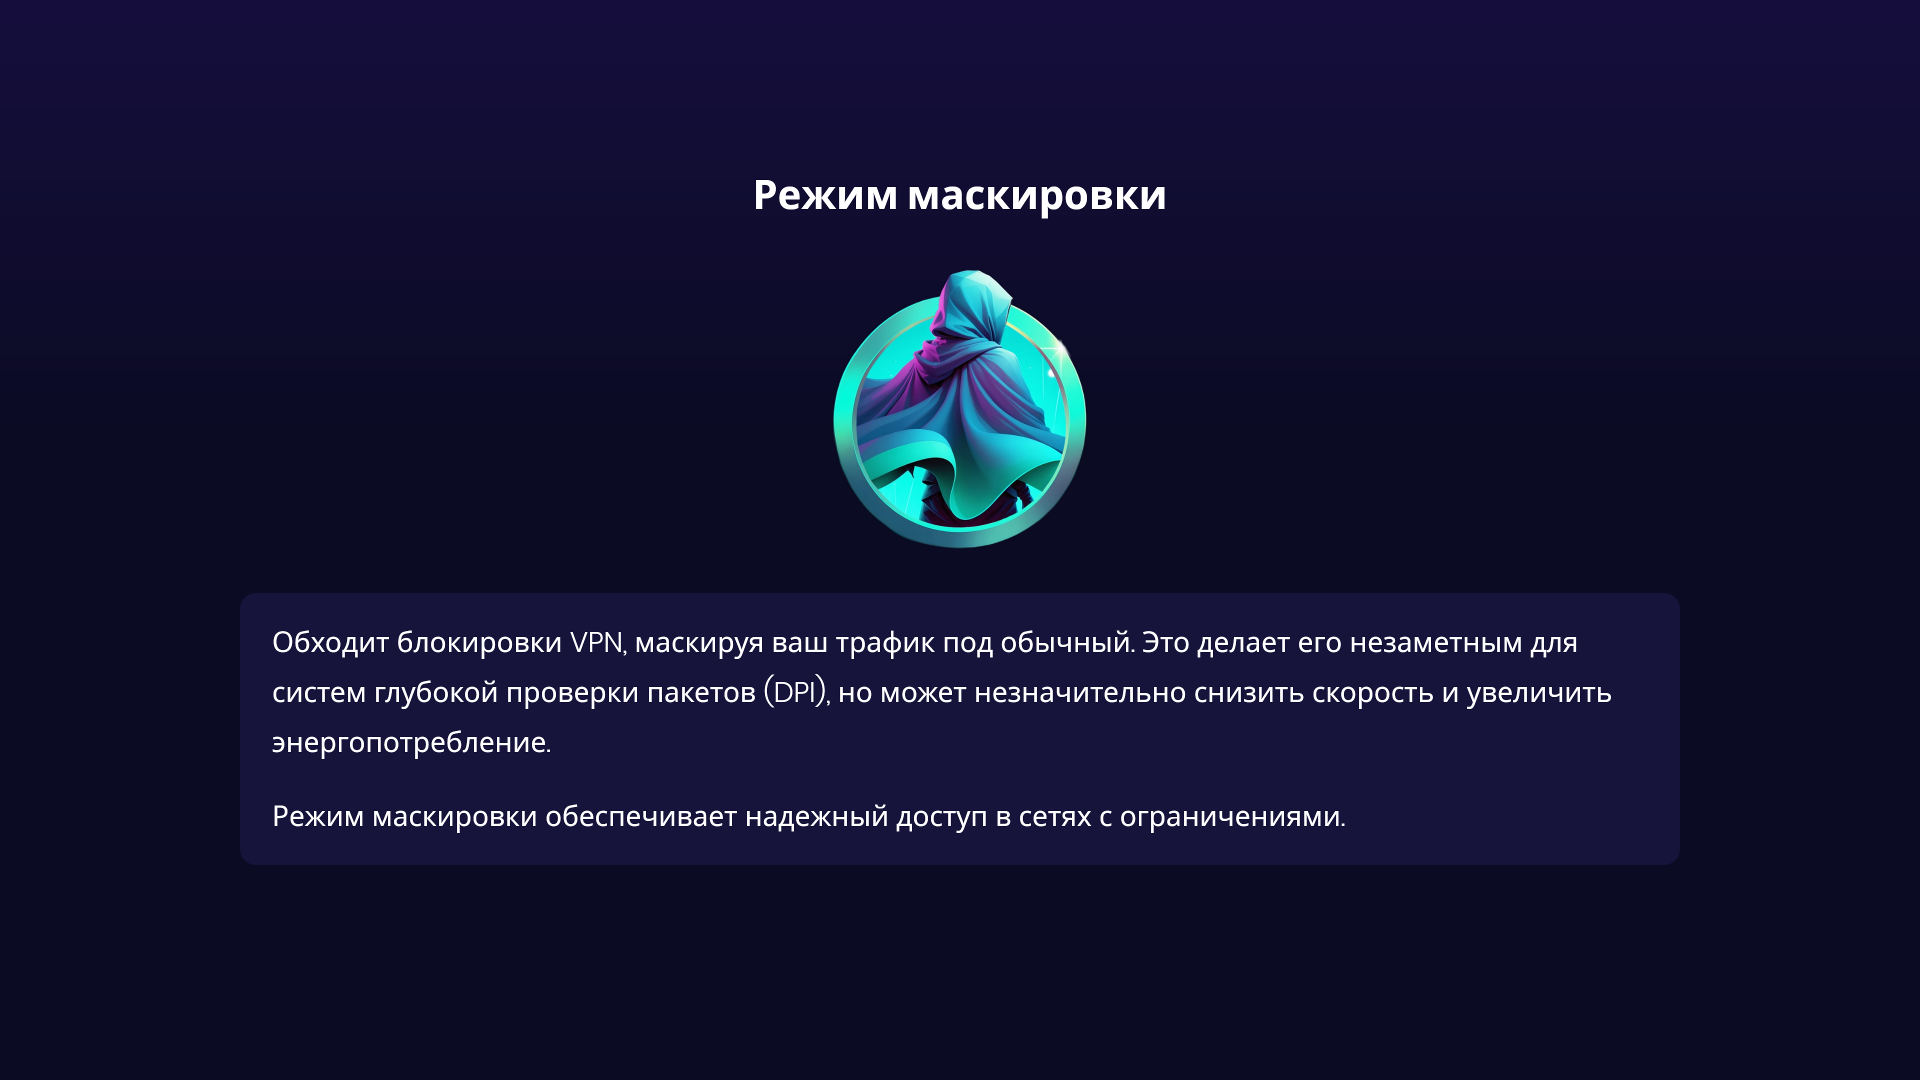 Режим маскировки
Обходит блокировки VPN, маскируя ваш трафик под обычный. Это делает его незаметным для
систем глубокой проверки пакетов (DPI), но может незначительно снизить скорость и увеличить
энергопотребление.
Режим маскировки обеспечивает надежный доступ в сетях с ограничениями.